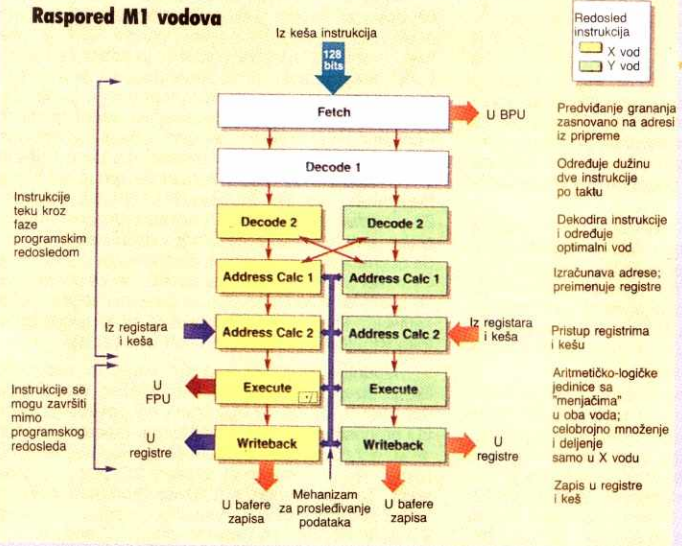 Raspored M1 vodova
Iz keša instrukcija
128
bits
Redosled
instrukcija
X vod
Y vod
Fetch
U BPU
Predviđanje grananja
zasnovano na adresi
iz pripreme
Decode 1
Određuje dužinu
dve instrukcije
po taktu
Instrukcije
teku kroz
faze
programskim
redosledom
Decode 2
Decode 2
Dekodira instrukcije
i određuje
optimalni vod
Address Calc 1
Address Calc 1
Izračunava adrese;
preimenuje registre
Iz registara
i keša
Address Calc 2
Address Calc 2
Iz registara
i keša
Pristup registrima
i kešu
Instrukcije se
mogu završiti
mimo
programskog
redosleda
U
FPU
Execute
Execute
Aritmetičko-logičke
jedinice sa
"menjačima"
u oba voda;
celobrojno množenje
i deljenje
samo u X vodu
U
registre
Writeback
Writeback
U
registre
Zapis u registre
i keš
U bafere
zapisa
Mehanizam
za prosleđivanje
podataka
U bafere
zapisa